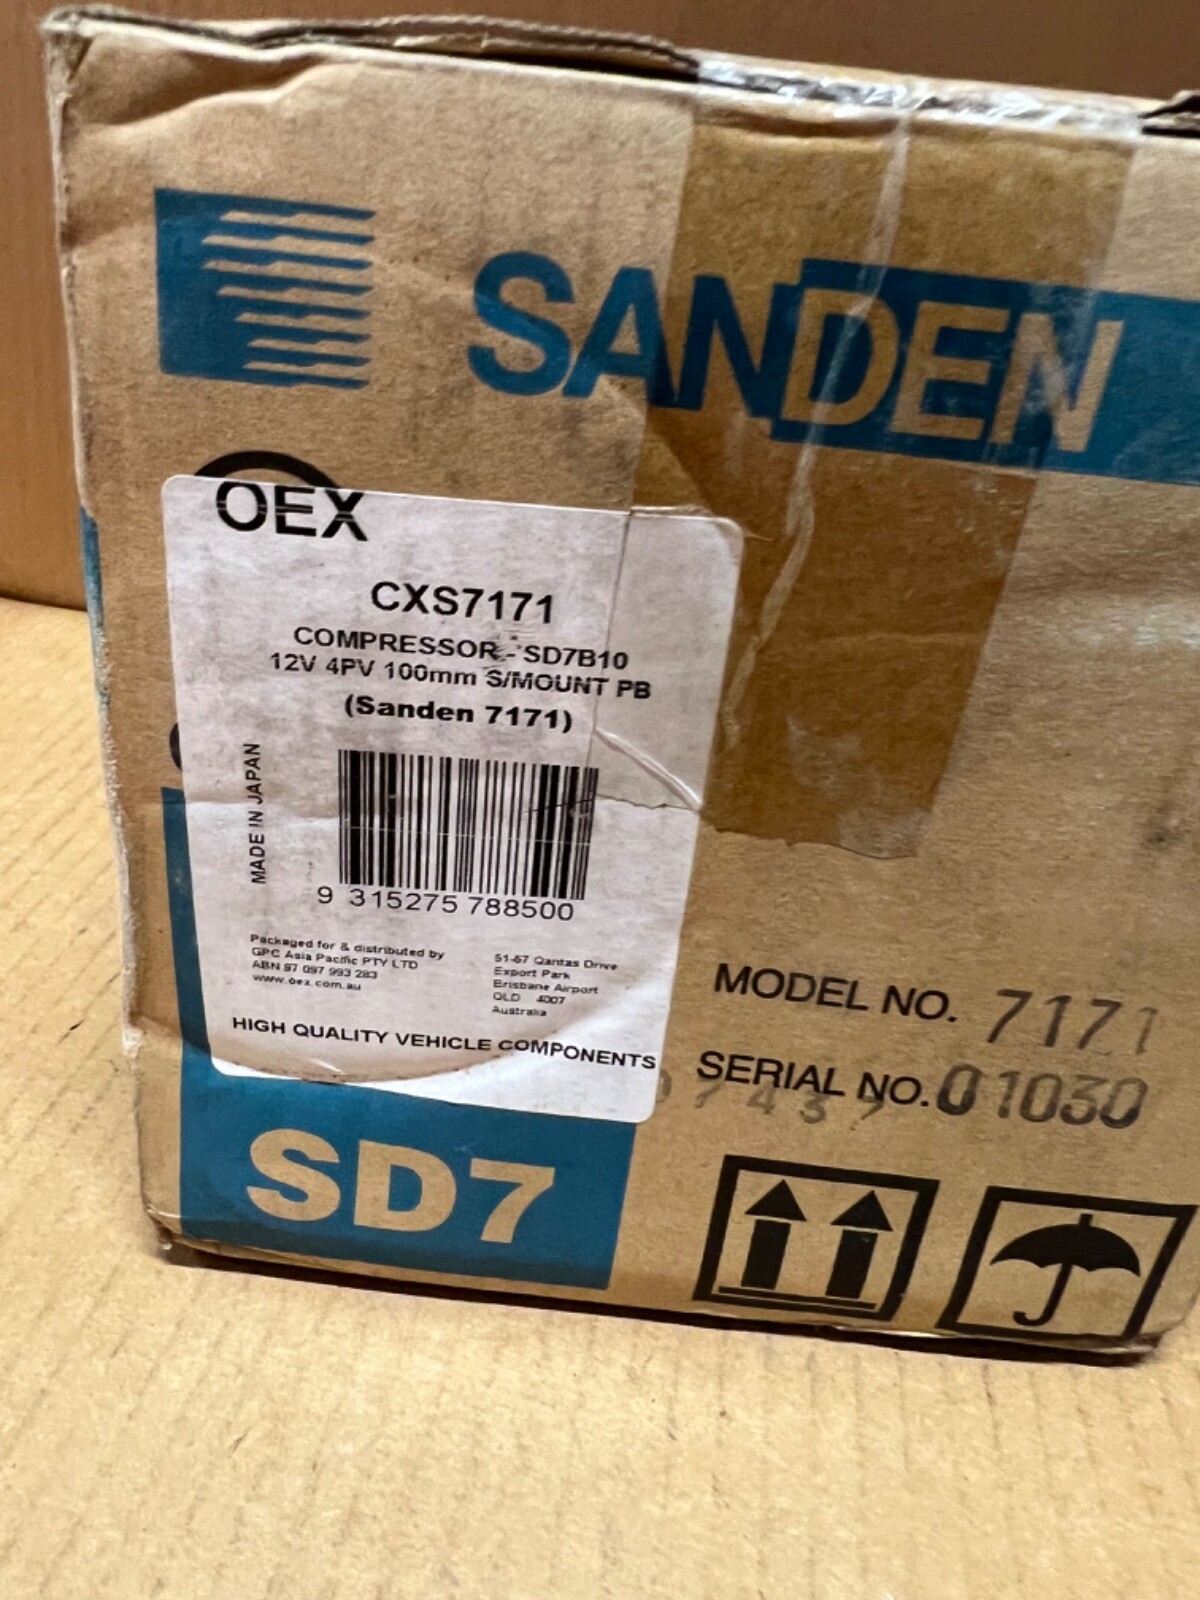 SANDEN
OEX
CXS7171
COMPRESSOR - SD7B10
12V 4PV 100mm S/MOUNT PB
(Sanden 7171)
MADE IN JAPAN
9 315275 788500
Packaged for & distributed by
GPC Asia Pacific PTY LTD
ABN 97 097 993 283
www.oex.com.au
51-67 Qantas Drive
Export Park
Brisbane Airport
QLD 4007
Australia
HIGH QUALITY VEHICLE COMPONENTS
MODEL NO. 7171
SERIAL NO. 01030
SD7